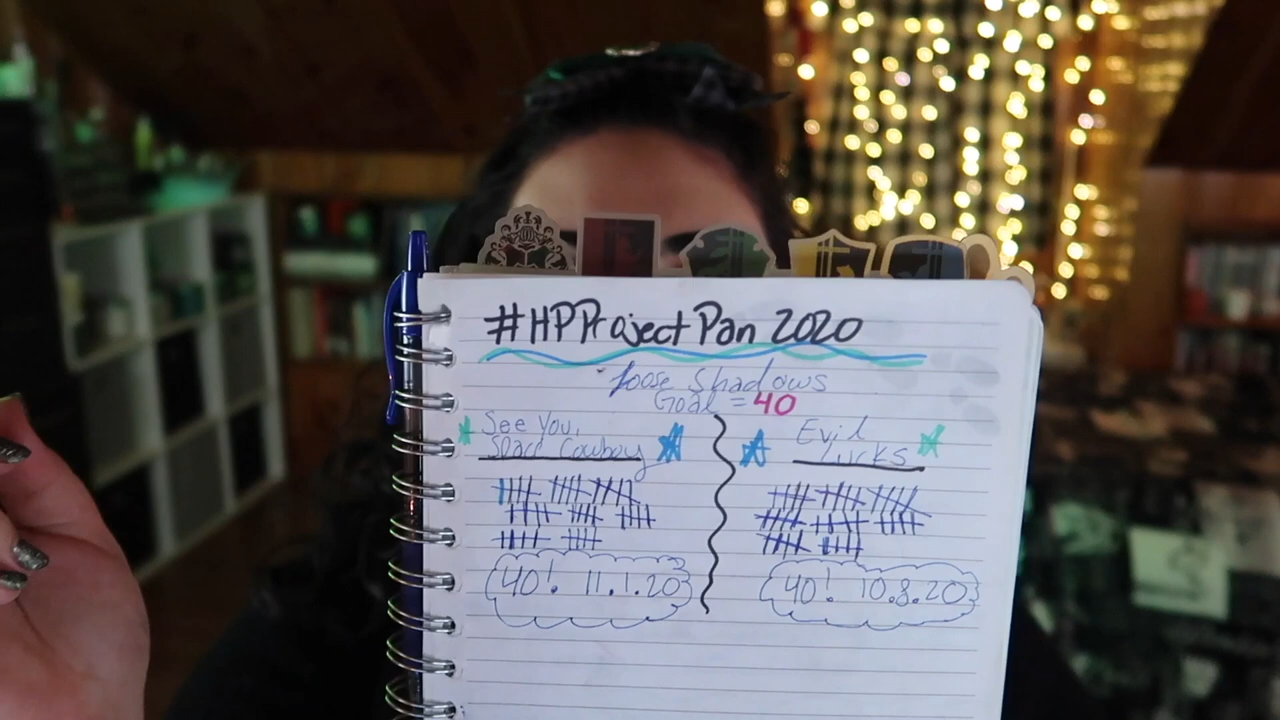 #HPProjectPan 2020
Loose Shadows
Goal = 40
See You,
Space Cowboy
40! 11.1.20
Evil
Lurks
40! 10.8.20